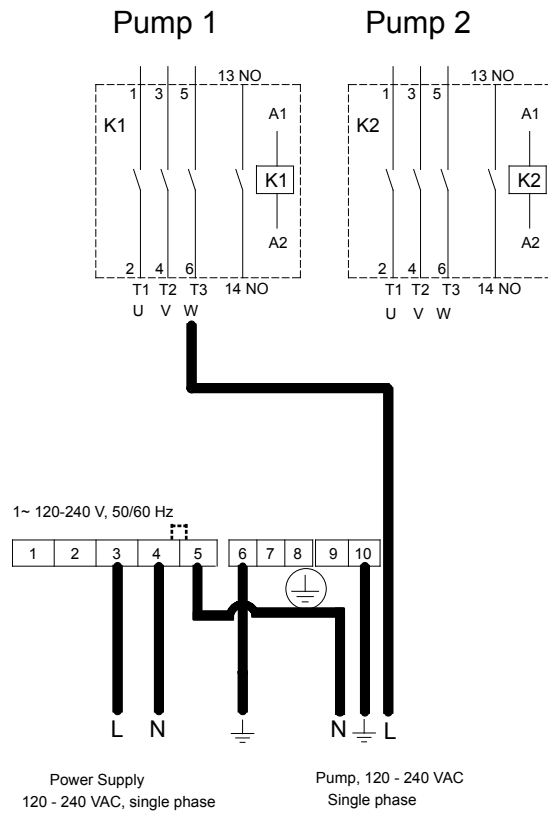 Pump 1 Pump 2
13 NO 13 NO
1 3 5 1 3 5
A1 A1
K1 K2
K1 K2
A2 A2
2 4 6 2 4 6
T1 T2 T3 14 NO T1 T2 T3 14 NO
U V W U V W
1~ 120-240 V, 50/60 Hz
1 2 3 4 5 6 7 8 9 10
L N N L
Power Supply Pump, 120 - 240 VAC
120 - 240 VAC, single phase Single phase